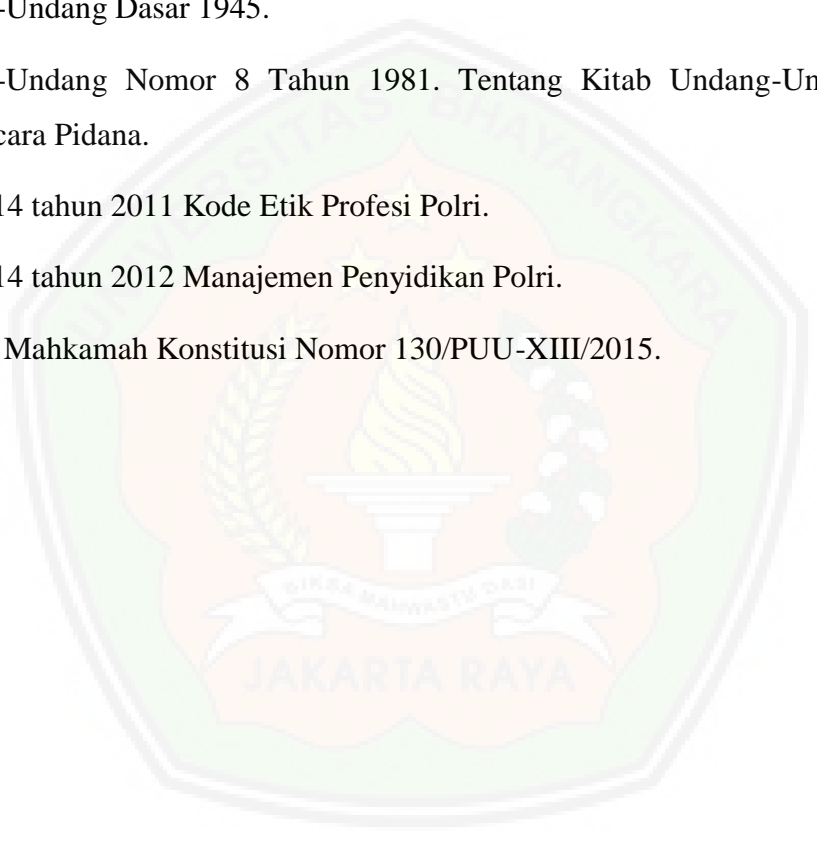 -Undang Dasar 1945.
-Undang Nomor 8 Tahun 1981. Tentang Kitab Undang-Un
cara Pidana.
14 tahun 2011 Kode Etik Profesi Polri.
14 tahun 2012 Manajemen Penyidikan Polri.
Mahkamah Konstitusi Nomor 130/PUU-XIII/2015.
UNIVERSITAS BHAYANGKARA
JAKARTA RAYA